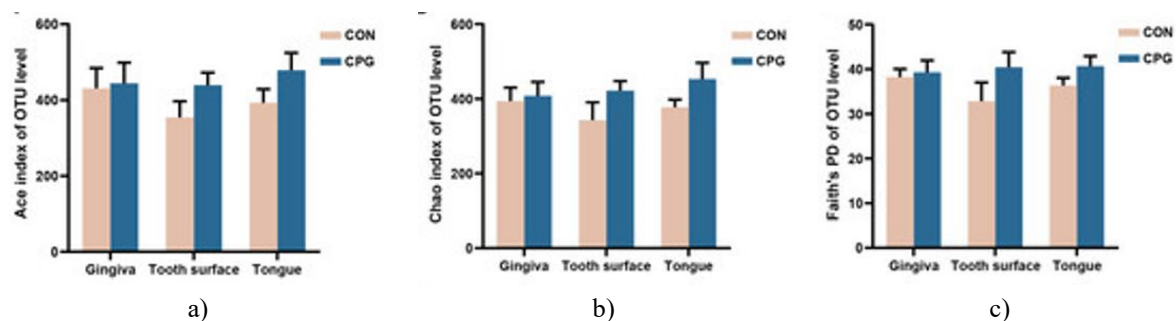 Ace index of OTU level
600
400
200
0
Gingiva Tooth surface Tongue
CON
CPG
a)
Chao index of OTU level
600
400
200
0
Gingiva Tooth surface Tongue
CON
CPG
b)
Faith's PD of OTU level
50
40
30
20
10
0
Gingiva Tooth surface Tongue
CON
CPG
c)